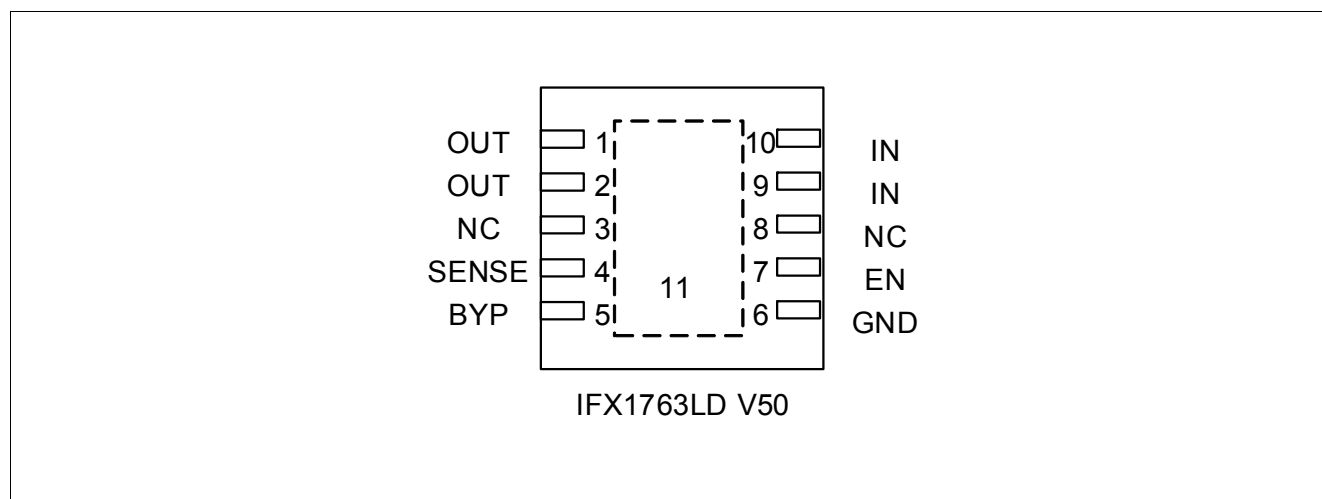 OUT 1 10 IN
OUT 2 9 IN
NC 3 8 NC
SENSE 4 7 EN
BYP 5 11 6 GND
IFX1763LD V50